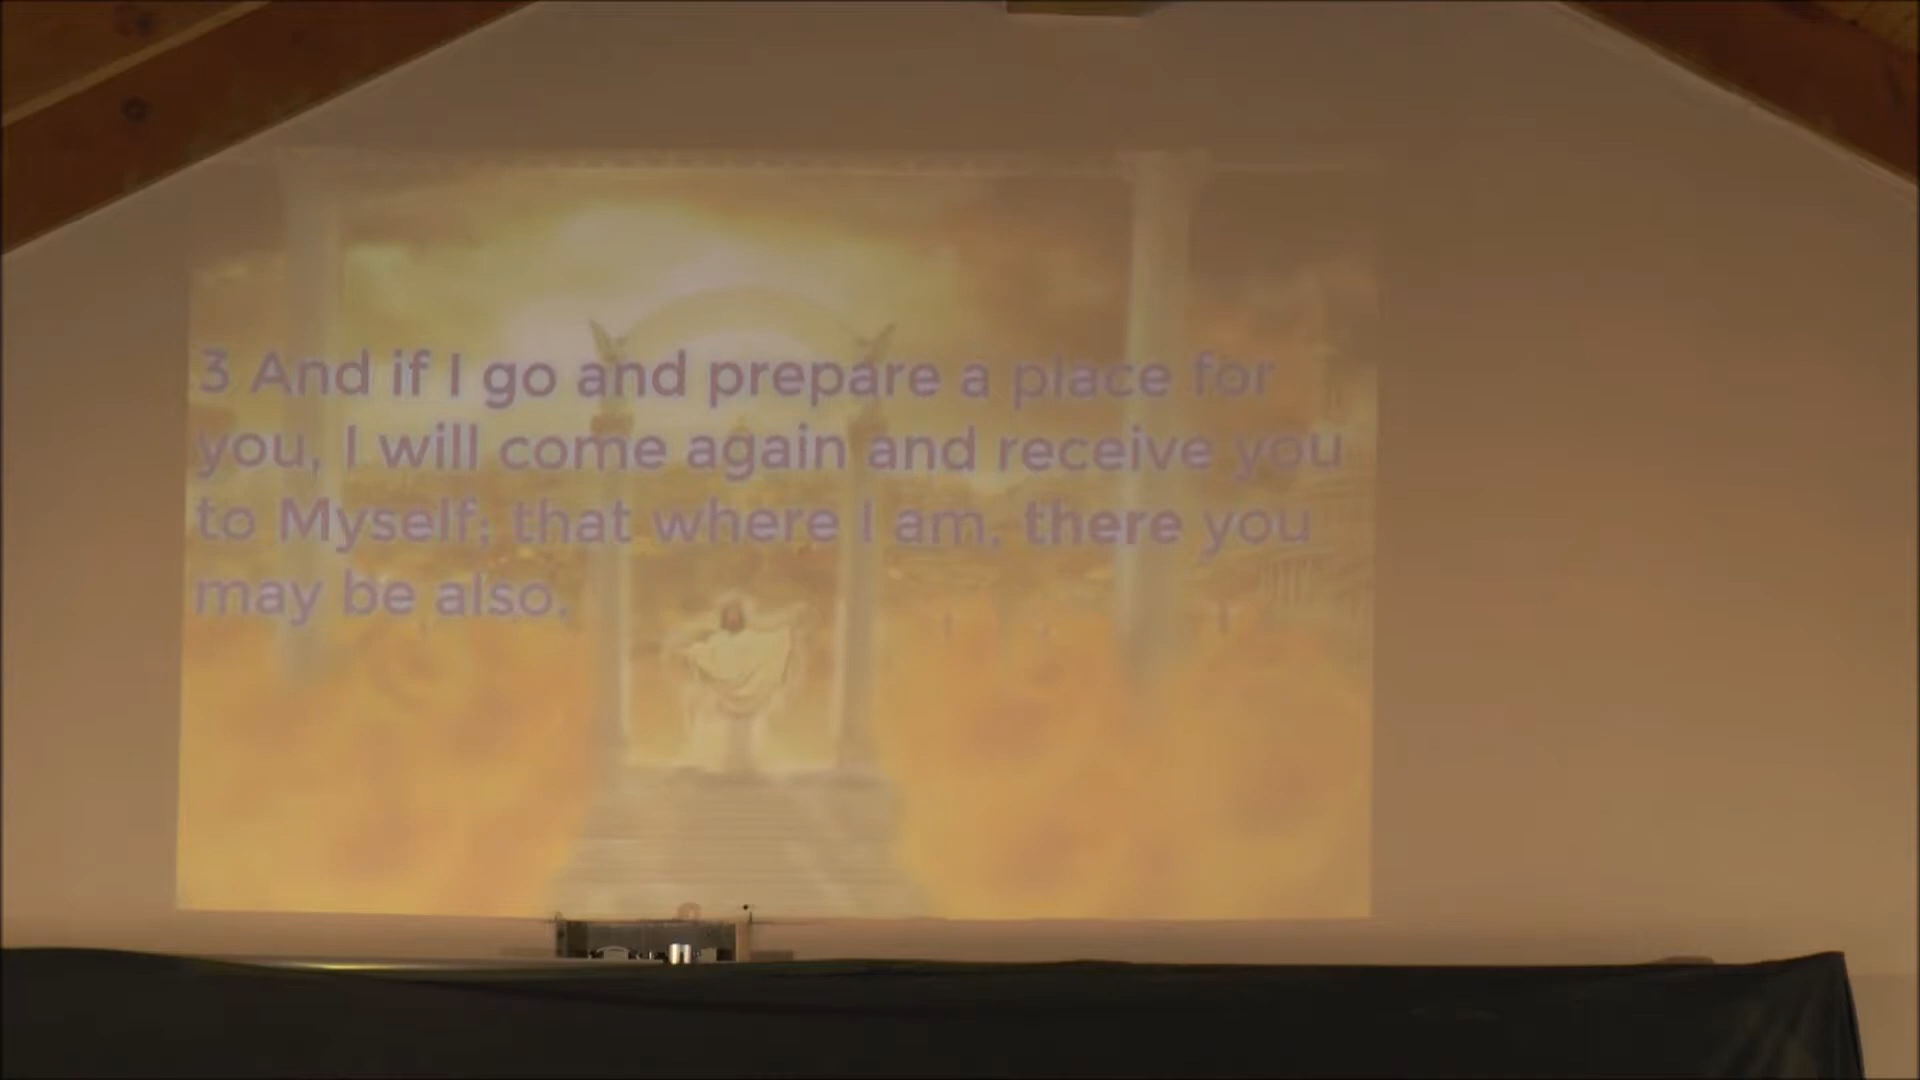 3 And if I go and prepare a place for
you, I will come again and receive you
to Myself; that where I am, there you
may be also.